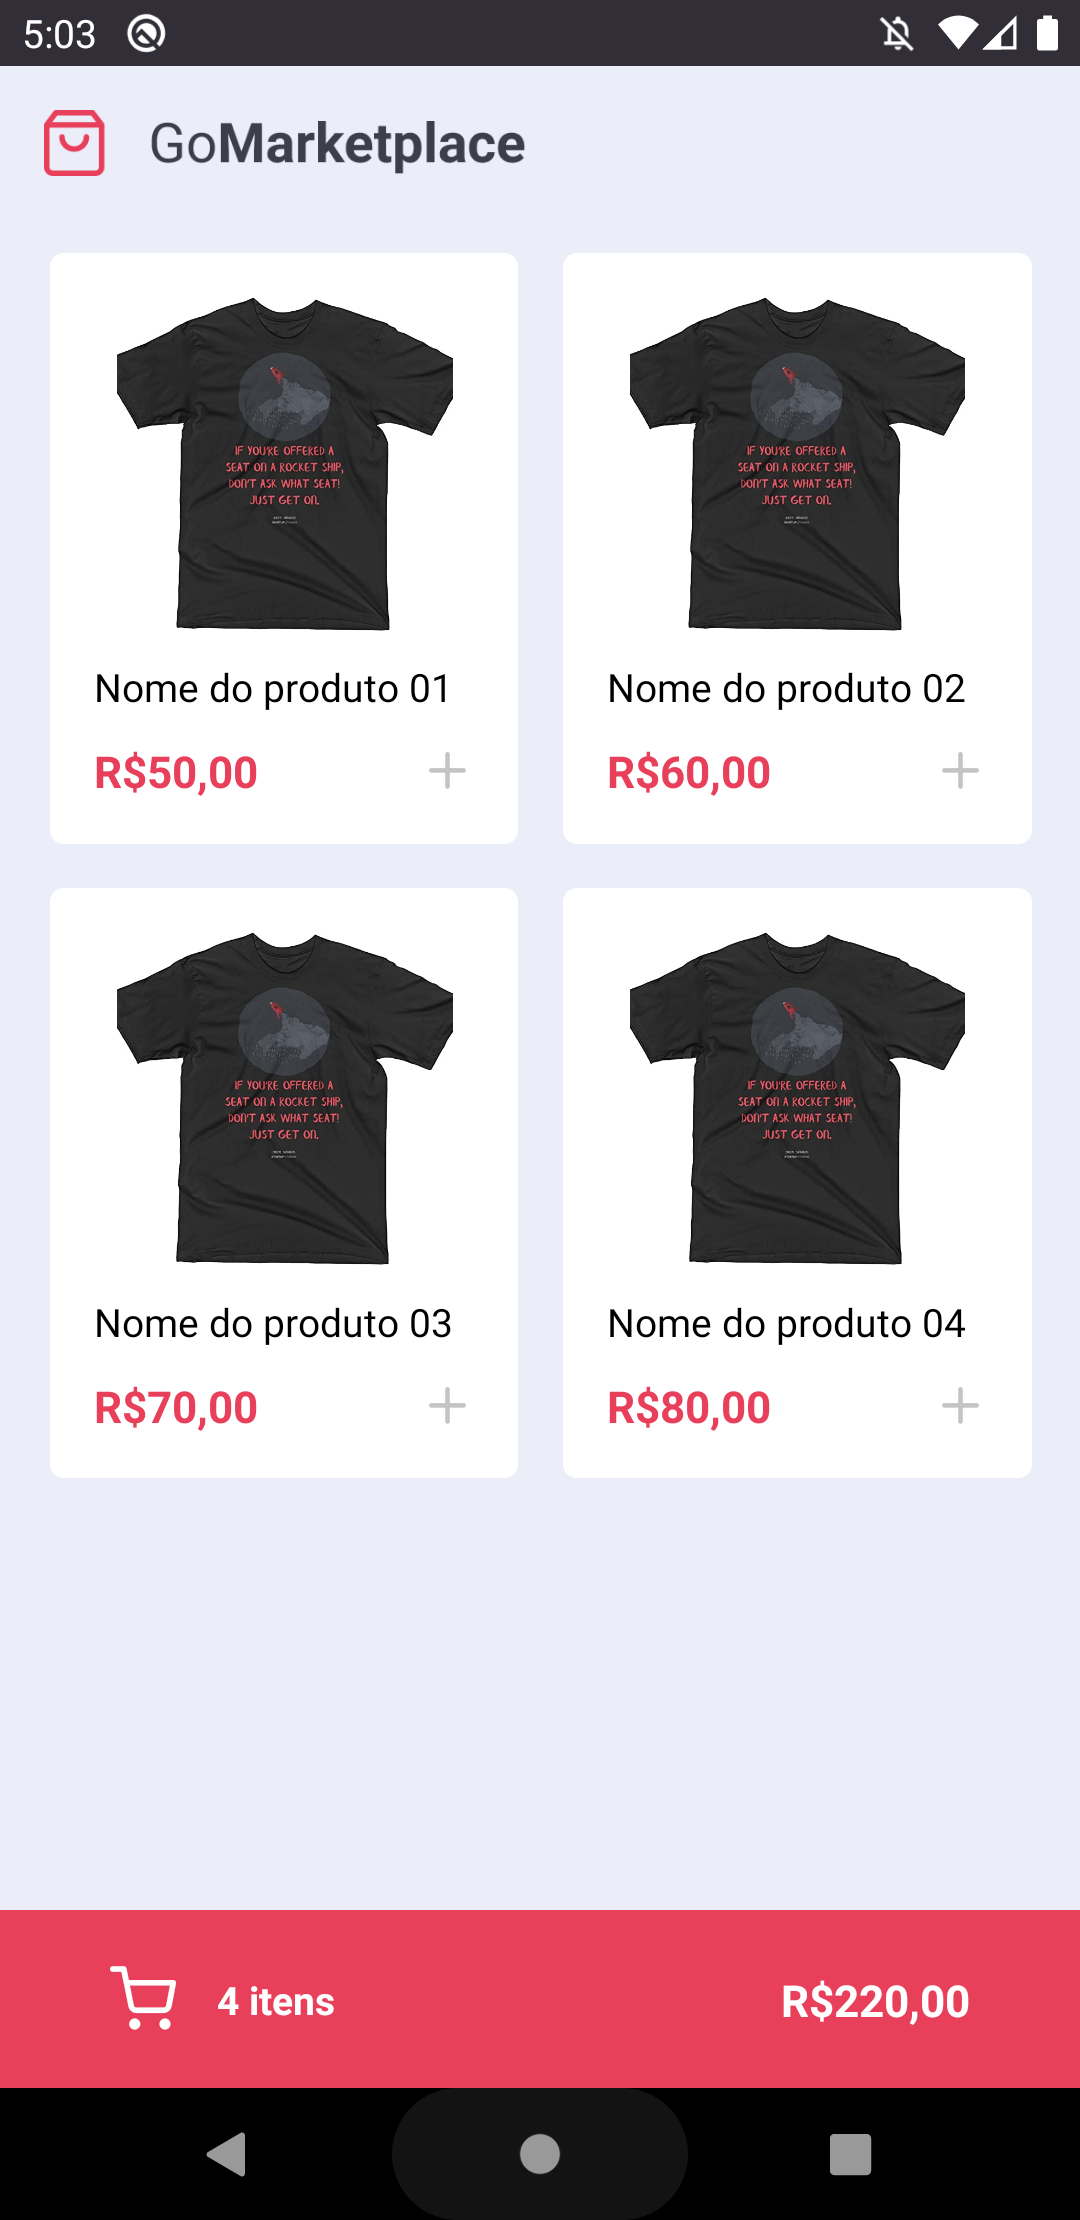 5:03
GoMarketplace
IF YOU'RE OFFERED A
SEAT ON A ROCKET SHIP,
DON'T ASK WHAT SEAT!
JUST GET ON.
IF YOU'RE OFFERED A
SEAT ON A ROCKET SHIP,
DON'T ASK WHAT SEAT!
JUST GET ON.
Nome do produto 01
Nome do produto 02
R$50,00
R$60,00
IF YOU'RE OFFERED A
SEAT ON A ROCKET SHIP,
DON'T ASK WHAT SEAT!
JUST GET ON.
IF YOU'RE OFFERED A
SEAT ON A ROCKET SHIP,
DON'T ASK WHAT SEAT!
JUST GET ON.
Nome do produto 03
Nome do produto 04
R$70,00
R$80,00
4 itens
R$220,00